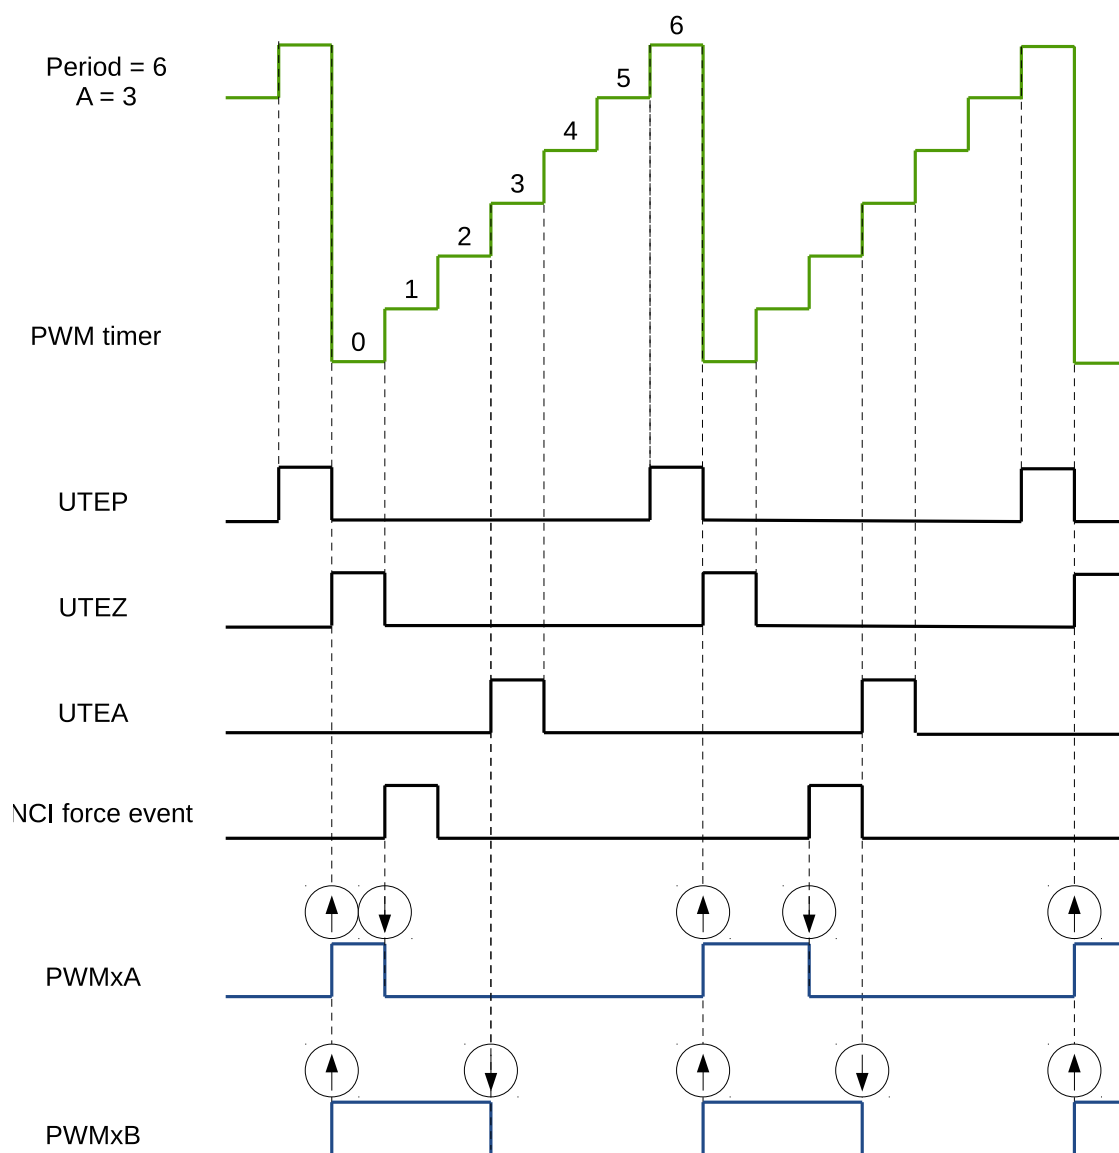 6
Period = 6
A = 3
5
4
3
2
1
0
PWM timer
UTEP
UTEZ
UTEA
NCI force event
PWMxA
PWMxB